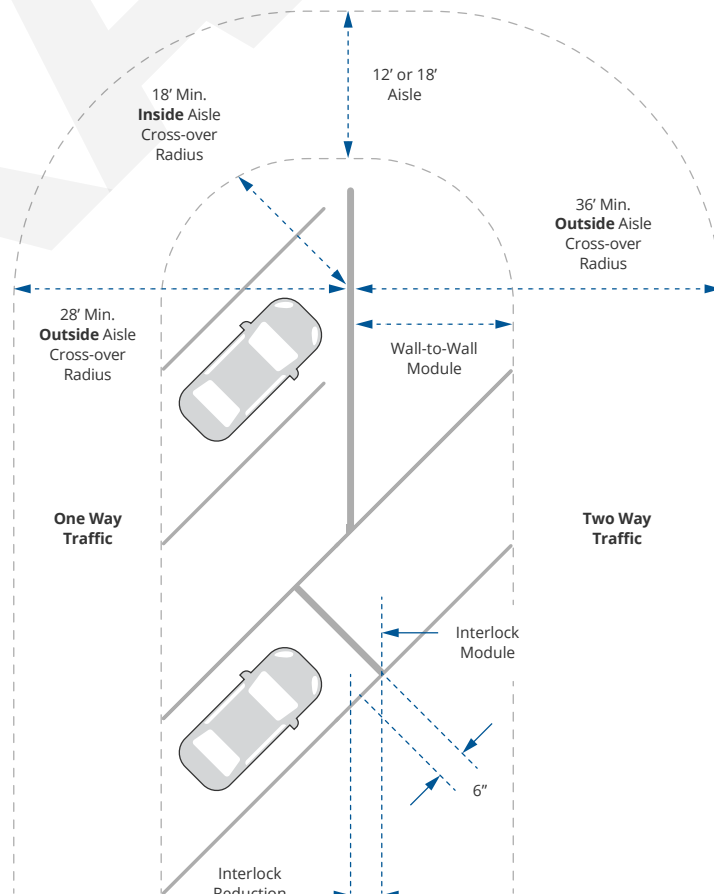 12’ or 18’
Aisle
18’ Min.
Inside Aisle
Cross-over
Radius
36’ Min.
Outside Aisle
Cross-over
Radius
28’ Min.
Outside Aisle
Cross-over
Radius
Wall-to-Wall
Module
One Way
Traffic
Two Way
Traffic
Interlock
Module
6”
Interlock
Reduction